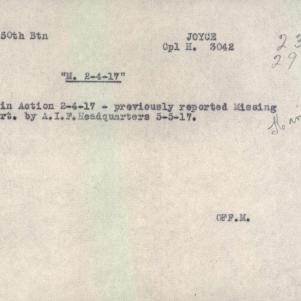 50th Btn JOYCE
Cpl H. 3042
"M. 2-4-17"
in Action 2-4-17 - previously reported Missing
rt. by A.I.F.Headquarters 5-5-17.
OFF.M.